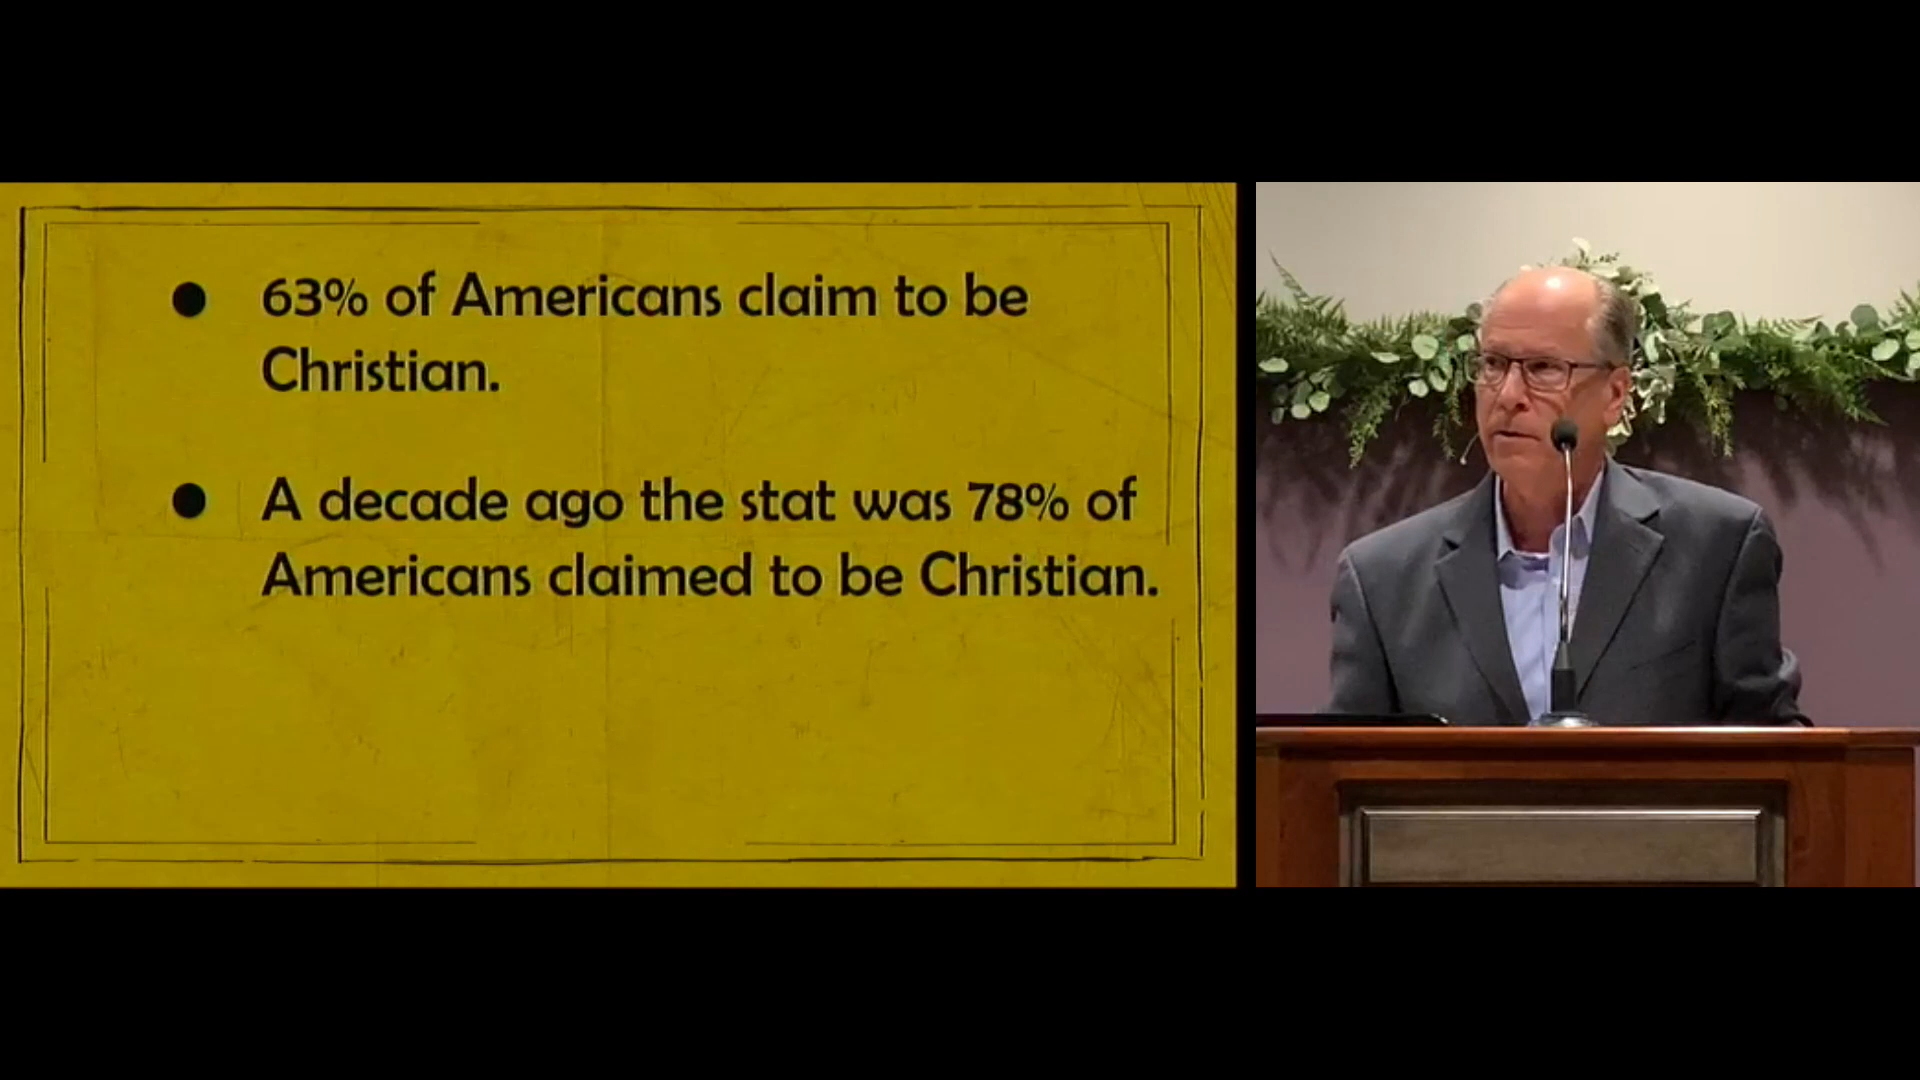 ● 63% of Americans claim to be
Christian.
● A decade ago the stat was 78% of
Americans claimed to be Christian.